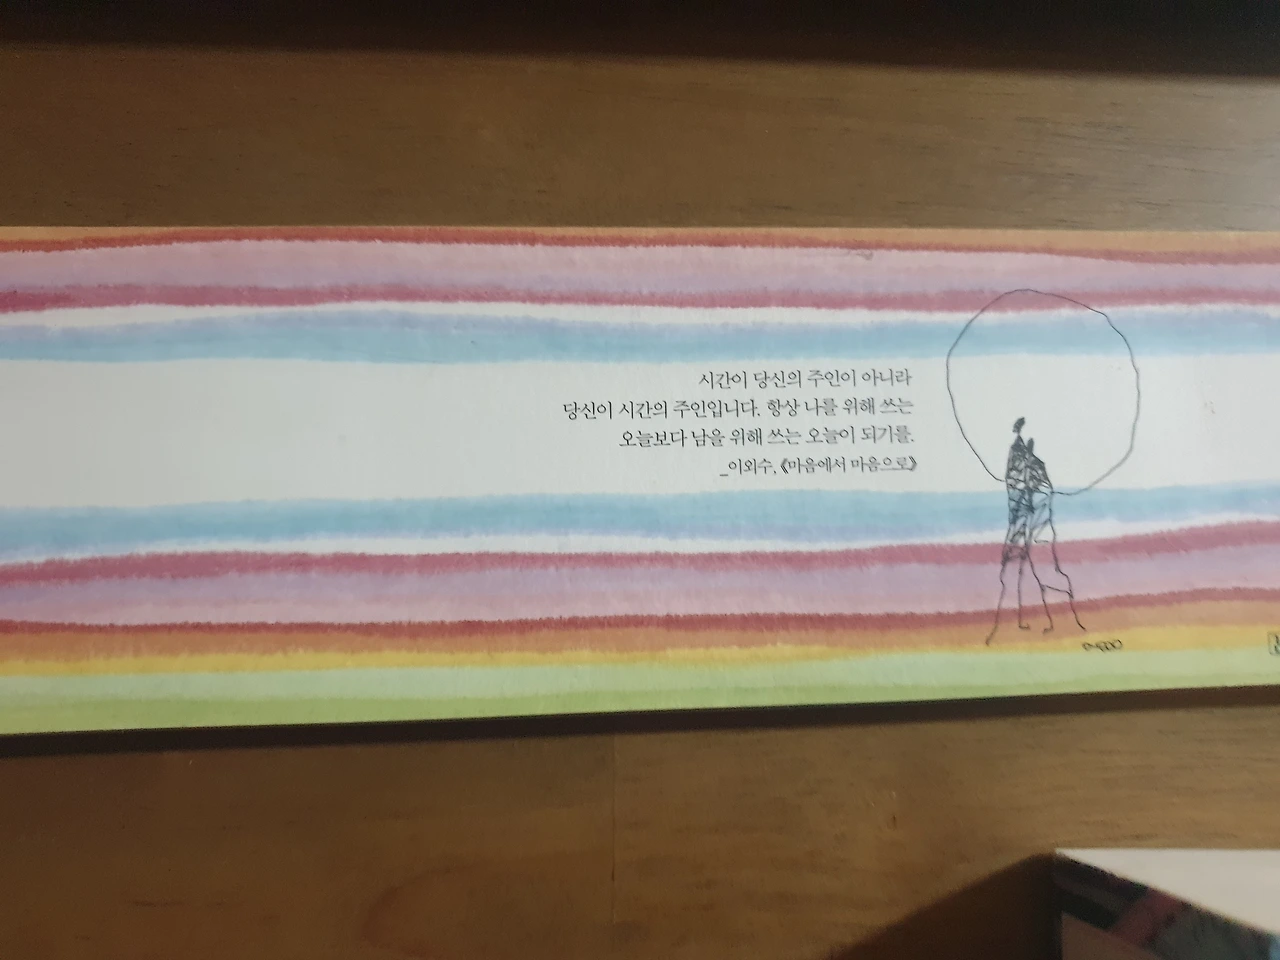 시간이 당신의 주인이 아니라
당신이 시간의 주인입니다. 항상 나를 위해 쓰는
오늘보다 남을 위해 쓰는 오늘이 되기를.
_이외수, 《마음에서 마음으로》